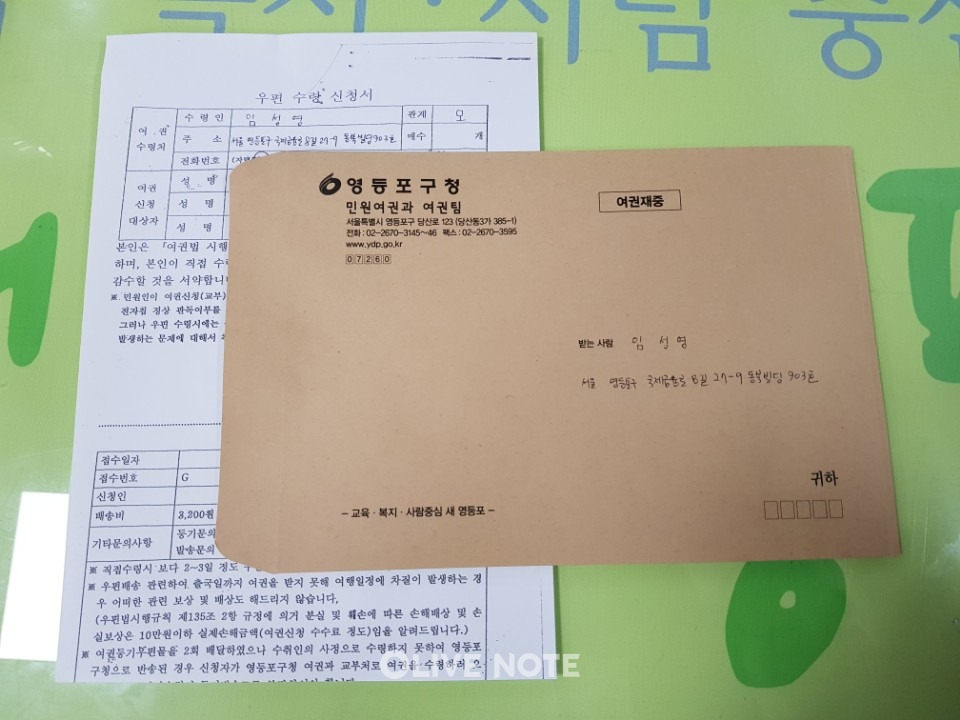 복지·사람 중심
우편 수령 신청서
여 권
수령처
수 령 인 임 성 영 관계 모
주 소 서울 영등포구 국제금융로 8길 27-9 동북빌딩 903호 매수 개
전화번호
여권
신청
대상자
성 명
성 명
성 명
본인은 「여권법 시행
하며, 본인이 직접 수령
감수할 것을 서약합니
※ 민원인이 여권신청(교부)
전자칩 정상 판독여부를
그러나 우편 수령시에는
발생하는 문제에 대해서
영등포구청
민원여권과 여권팀
서울특별시 영등포구 당산로 123 (당산동3가 385-1)
전화 : 02-2670-3145~46 팩스 : 02-2670-3595
www.ydp.go.kr
07260
여권재중
받는 사람 임 성 영
서울 영등포구 국제금융로 8길 27-9 동북빌딩 903호
귀하
- 교육 · 복지 · 사람중심 새 영등포 -
접수일자
접수번호 G
신청인
배송비 3,200원
기타문의사항 등기문의
발송문의
※ 직접수령시 보다 2~3일 정도
※ 우편배송 관련하여 출국일까지 여권을 받지 못해 여행일정에 차질이 발생하는 경
우 어떠한 관련 보상 및 배상도 해드리지 않습니다.
(우편법시행규칙 제135조 2항 규정에 의거 분실 및 훼손에 따른 손해배상 및 손
실보상은 10만원이하 실제손해금액(여권신청 수수료 정도)임을 알려드립니다.)
※ 여권등기우편물을 2회 배달하였으나 수취인의 사정으로 수령하지 못하여 영등포
구청으로 반송된 경우 신청자가 영등포구청 여권과 교부처로 여권을 수령하러 오
OLIVE NOTE